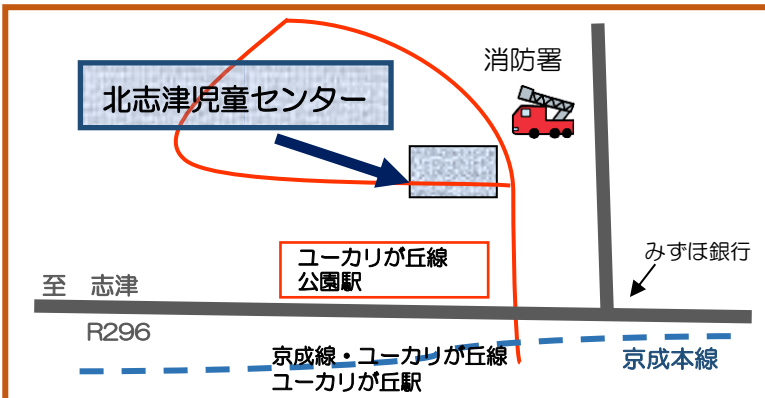 消防署
北志津児童センター
ユーカリが丘線
公園駅
みずほ銀行
至　志津
R296
京成線・ユーカリが丘線
ユーカリが丘駅
京成本線